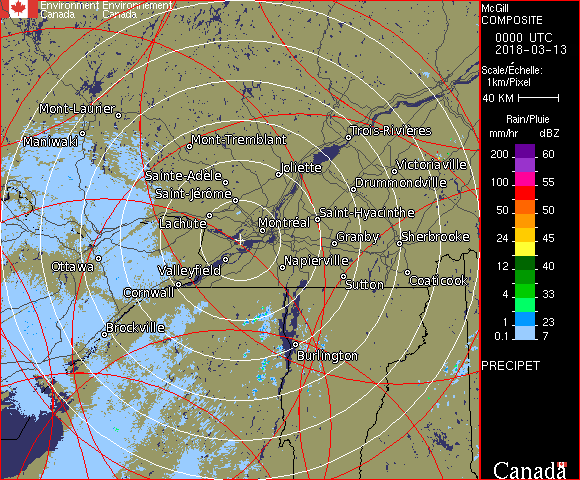 Environment Environnement
Canada Canada
McGill
COMPOSITE
0000 UTC
2018-03-13
Scale/Échelle:
1km/Pixel
40 KM
Rain/Pluie
mm/hr dBZ
200 60
100 55
50 50
24 45
12 40
4 33
1 23
0.1 7
PRECIPET
Canada
Mont-Laurier
Maniwaki
Mont-Tremblant
Trois-Rivières
Sainte-Adèle
Joliette
Victoriaville
Saint-Jérôme
Drummondville
Lachute
Montréal
Saint-Hyacinthe
Granby
Sherbrooke
Ottawa
Valleyfield
Napierville
Cornwall
Sutton
Coaticook
Brockville
Burlington